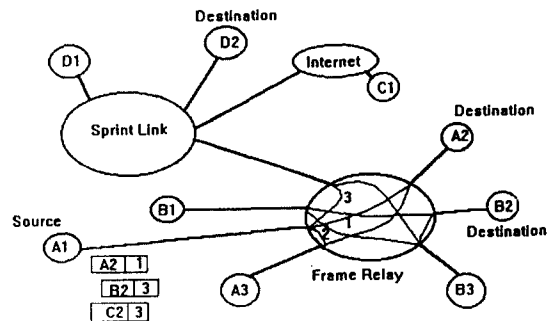 Destination
D2
D1
Internet
C1
Sprint Link
Destination
A2
3
B1
B2
1
2
Destination
Source
A1
A2 1
B2 3
C2 3
A3
Frame Relay
B3